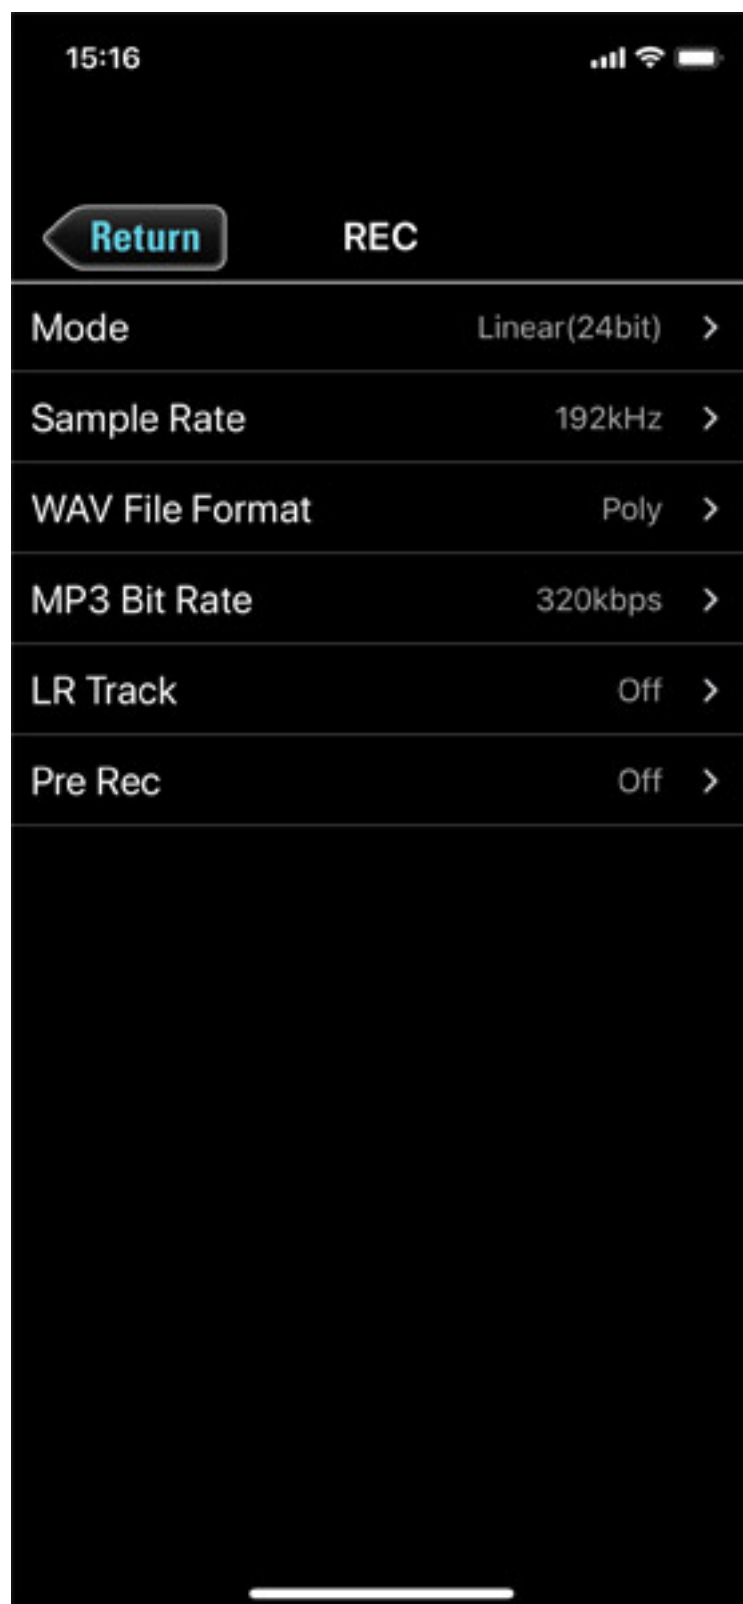 15:16
Return REC
Mode Linear(24bit)
Sample Rate 192kHz
WAV File Format Poly
MP3 Bit Rate 320kbps
LR Track Off
Pre Rec Off